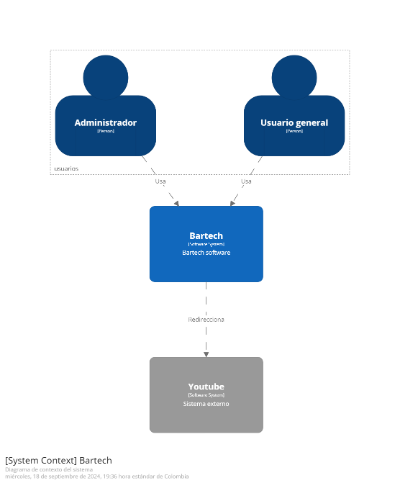 Administrador
[Person]
Usuario general
[Person]
usuarios
Usa
Usa
Bartech
[Software System]
Bartech software
Redirecciona
Youtube
[Software System]
Sistema externo
[System Context] Bartech
Diagrama de contexto del sistema
miércoles, 18 de septiembre de 2024, 19:36 hora estándar de Colombia